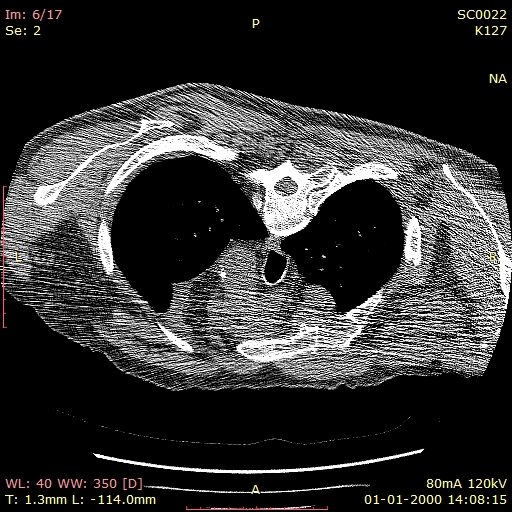 Im: 6/17
Se: 2
P
SC0022
K127
NA
L
R
WL: 40 WW: 350 [D]
T: 1.3mm L: -114.0mm
A
80mA 120kV
01-01-2000 14:08:15